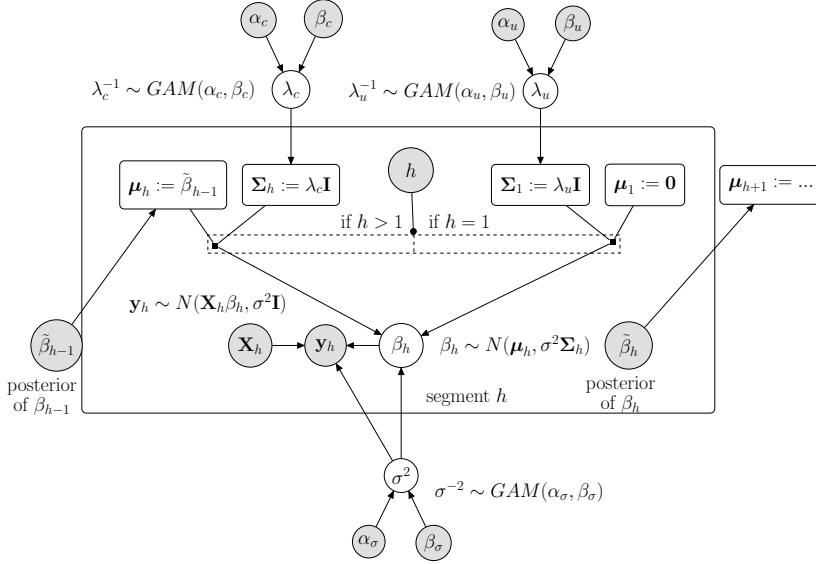 α_c β_c α_u β_u
λ_c^{-1} ∼ GAM(α_c, β_c) λ_c λ_u^{-1} ∼ GAM(α_u, β_u) λ_u
μ_h := β̃_{h−1} Σ_h := λ_c I h Σ_1 := λ_u I μ_1 := 0 μ_{h+1} := ...
if h > 1 if h = 1
y_h ∼ N(X_h β_h, σ^2 I)
β̃_{h−1} X_h y_h β_h β_h ∼ N(μ_h, σ^2 Σ_h) β̃_h
posterior
of β_{h−1}
posterior
of β_h
segment h
σ^2 σ^{-2} ∼ GAM(α_σ, β_σ)
α_σ β_σ